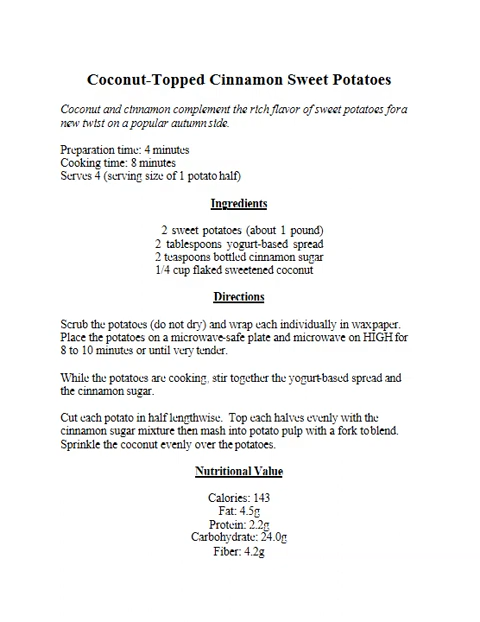 Coconut-Topped Cinnamon Sweet Potatoes
Coconut and cinnamon complement the rich flavor of sweet potatoes for a
new twist on a popular autumn side.
Preparation time: 4 minutes
Cooking time: 8 minutes
Serves 4 (serving size of 1 potato half)
Ingredients
2 sweet potatoes (about 1 pound)
2 tablespoons yogurt-based spread
2 teaspoons bottled cinnamon sugar
1/4 cup flaked sweetened coconut
Directions
Scrub the potatoes (do not dry) and wrap each individually in wax paper.
Place the potatoes on a microwave-safe plate and microwave on HIGH for
8 to 10 minutes or until very tender.
While the potatoes are cooking, stir together the yogurt-based spread and
the cinnamon sugar.
Cut each potato in half lengthwise. Top each halves evenly with the
cinnamon sugar mixture then mash into potato pulp with a fork to blend.
Sprinkle the coconut evenly over the potatoes.
Nutritional Value
Calories: 143
Fat: 4.5g
Protein: 2.2g
Carbohydrate: 24.0g
Fiber: 4.2g